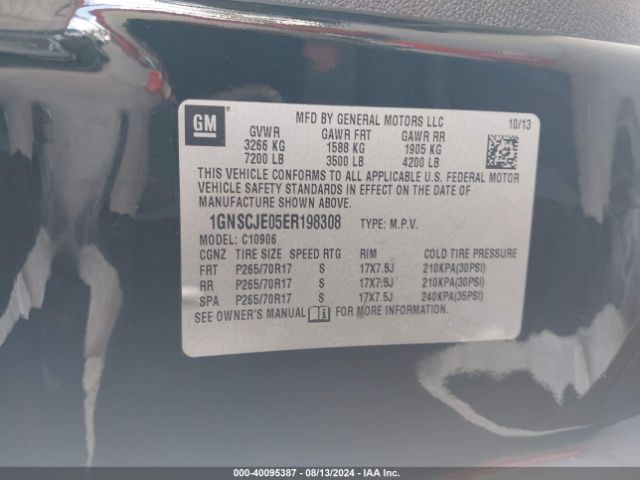 GM
MFD BY GENERAL MOTORS LLC 10/13
GVWR GAWR FRT GAWR RR
3266 KG 1588 KG 1905 KG
7200 LB 3500 LB 4200 LB
THIS VEHICLE CONFORMS TO ALL APPLICABLE U.S. FEDERAL MOTOR
VEHICLE SAFETY STANDARDS IN EFFECT ON THE DATE OF
MANUFACTURE SHOWN ABOVE.
1GNSCJE05ER198308 TYPE: M.P.V.
MODEL: C10906
CGNZ TIRE SIZE SPEED RTG RIM COLD TIRE PRESSURE
FRT P265/70R17 S 17X7.5J 210KPA(30PSI)
RR P265/70R17 S 17X7.5J 210KPA(30PSI)
SPA P265/70R17 S 17X7.5J 240KPA(35PSI)
SEE OWNER'S MANUAL FOR MORE INFORMATION.
00-40095387 - 08/13/2024 - IAA Inc.